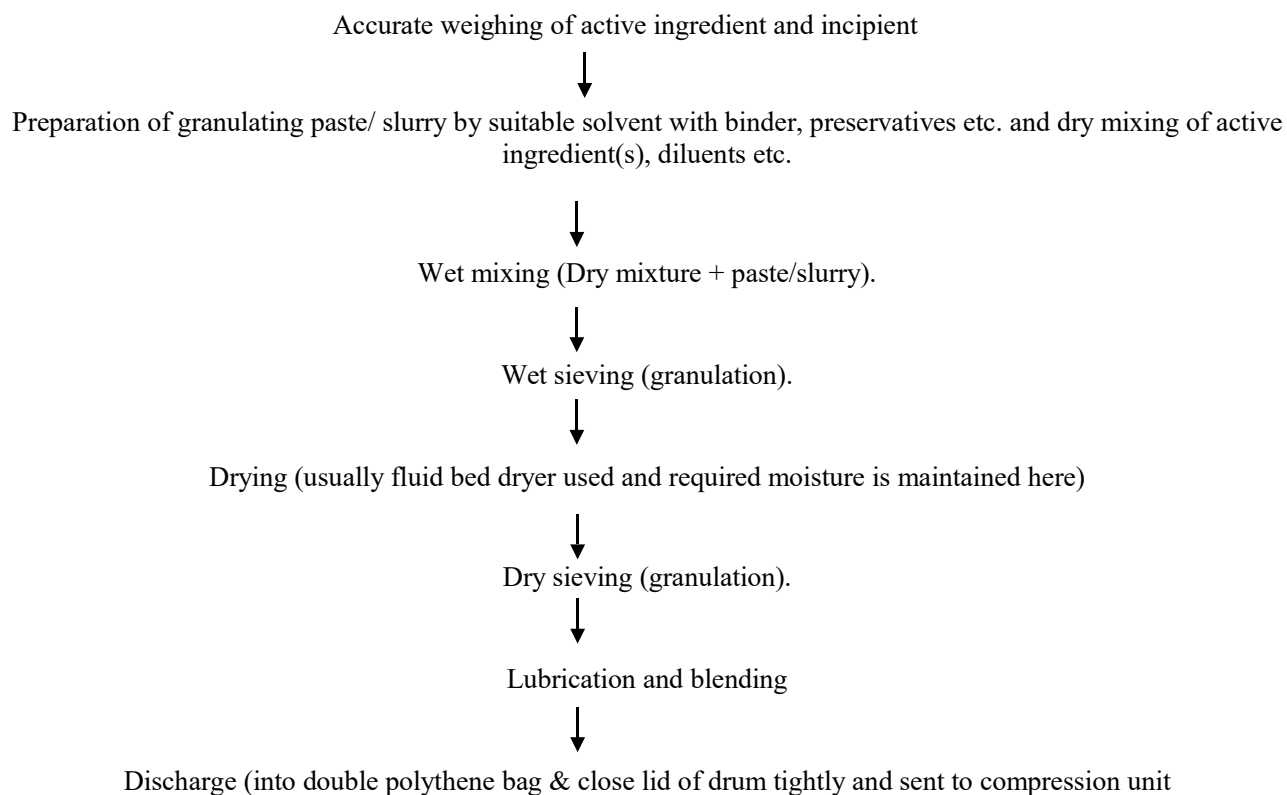 Accurate weighing of active ingredient and incipient
Preparation of granulating paste/ slurry by suitable solvent with binder, preservatives etc. and dry mixing of active
ingredient(s), diluents etc.
Wet mixing (Dry mixture + paste/slurry).
Wet sieving (granulation).
Drying (usually fluid bed dryer used and required moisture is maintained here)
Dry sieving (granulation).
Lubrication and blending
Discharge (into double polythene bag & close lid of drum tightly and sent to compression unit